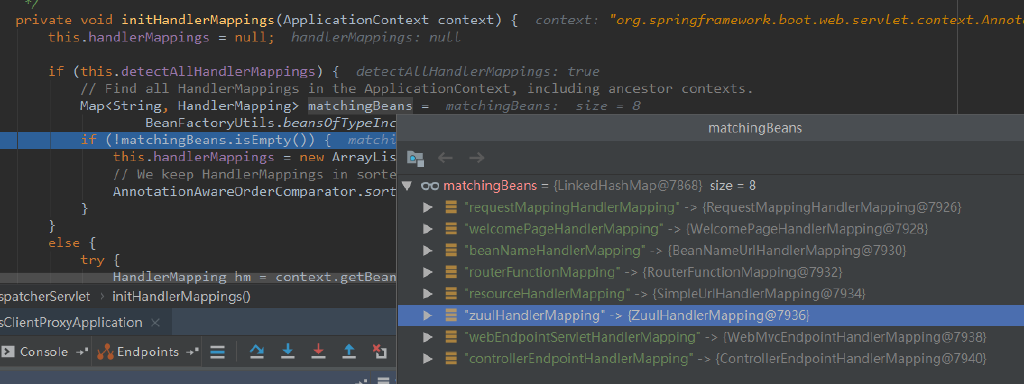 */
private void initHandlerMappings(ApplicationContext context) { context: "org.springframework.boot.web.servlet.context.Anno
this.handlerMappings = null; handlerMappings: null
if (this.detectAllHandlerMappings) { detectAllHandlerMappings: true
// Find all HandlerMappings in the ApplicationContext, including ancestor contexts.
Map<String, HandlerMapping> matchingBeans = matchingBeans: size = 8
BeanFactoryUtils.beansOfTypeInc
matchingBeans
if (!matchingBeans.isEmpty()) { matchi
this.handlerMappings = new ArrayLis
// We keep HandlerMappings in sorte
AnnotationAwareOrderComparator.sort
}
}
else {
try {
HandlerMapping hm = context.getBean
matchingBeans = {LinkedHashMap@7868} size = 8
"requestMappingHandlerMapping" -> {RequestMappingHandlerMapping@7926}
"welcomePageHandlerMapping" -> {WelcomePageHandlerMapping@7928}
"beanNameHandlerMapping" -> {BeanNameUrlHandlerMapping@7930}
"routerFunctionMapping" -> {RouterFunctionMapping@7932}
"resourceHandlerMapping" -> {SimpleUrlHandlerMapping@7934}
"zuulHandlerMapping" -> {ZuulHandlerMapping@7936}
"webEndpointServletHandlerMapping" -> {WebMvcEndpointHandlerMapping@7938}
"controllerEndpointHandlerMapping" -> {ControllerEndpointHandlerMapping@7940}
spatcherServlet › initHandlerMappings()
sClientProxyApplication ×
Console Endpoints